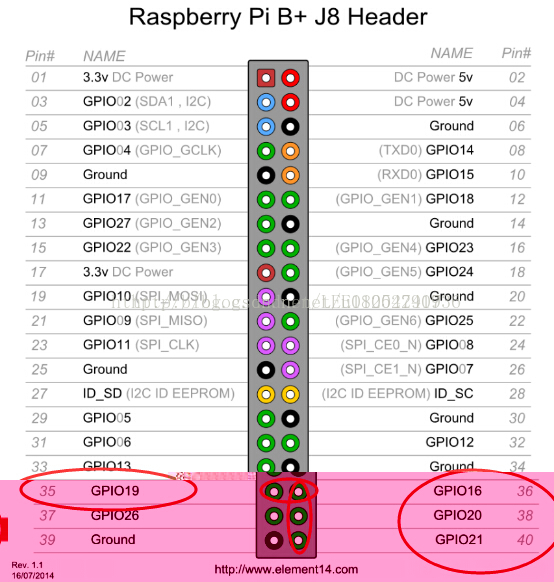 Raspberry Pi B+ J8 Header
Pin# NAME NAME Pin#
01 3.3v DC Power DC Power 5v 02
03 GPIO02 (SDA1 , I2C) DC Power 5v 04
05 GPIO03 (SCL1 , I2C) Ground 06
07 GPIO04 (GPIO_GCLK) (TXD0) GPIO14 08
09 Ground (RXD0) GPIO15 10
11 GPIO17 (GPIO_GEN0) (GPIO_GEN1) GPIO18 12
13 GPIO27 (GPIO_GEN2) Ground 14
15 GPIO22 (GPIO_GEN3) (GPIO_GEN4) GPIO23 16
17 3.3v DC Power (GPIO_GEN5) GPIO24 18
19 GPIO10 (SPI_MOSI) Ground 20
21 GPIO09 (SPI_MISO) (GPIO_GEN6) GPIO25 22
23 GPIO11 (SPI_CLK) (SPI_CE0_N) GPIO08 24
25 Ground (SPI_CE1_N) GPIO07 26
27 ID_SD (I2C ID EEPROM) (I2C ID EEPROM) ID_SC 28
29 GPIO05 Ground 30
31 GPIO06 GPIO12 32
33 GPIO13 Ground 34
35 GPIO19 GPIO16 36
37 GPIO26 GPIO20 38
39 Ground GPIO21 40
Rev. 1.1
16/07/2014 http://www.element14.com